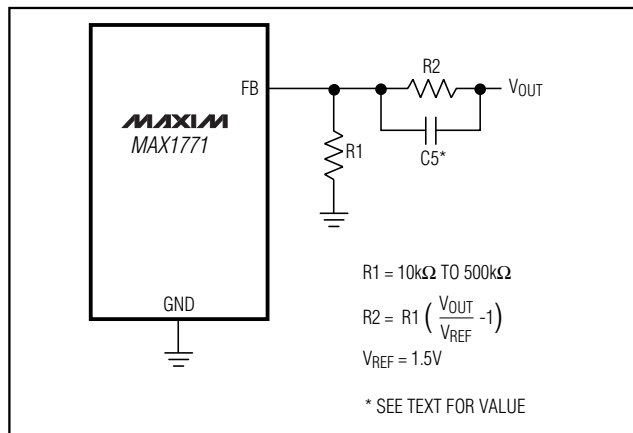 FB
R2
VOUT
MAXIM
MAX1771
R1
C5*
GND
R1 = 10kΩ TO 500kΩ
R2 = R1 ( VOUT / VREF -1 )
VREF = 1.5V
* SEE TEXT FOR VALUE